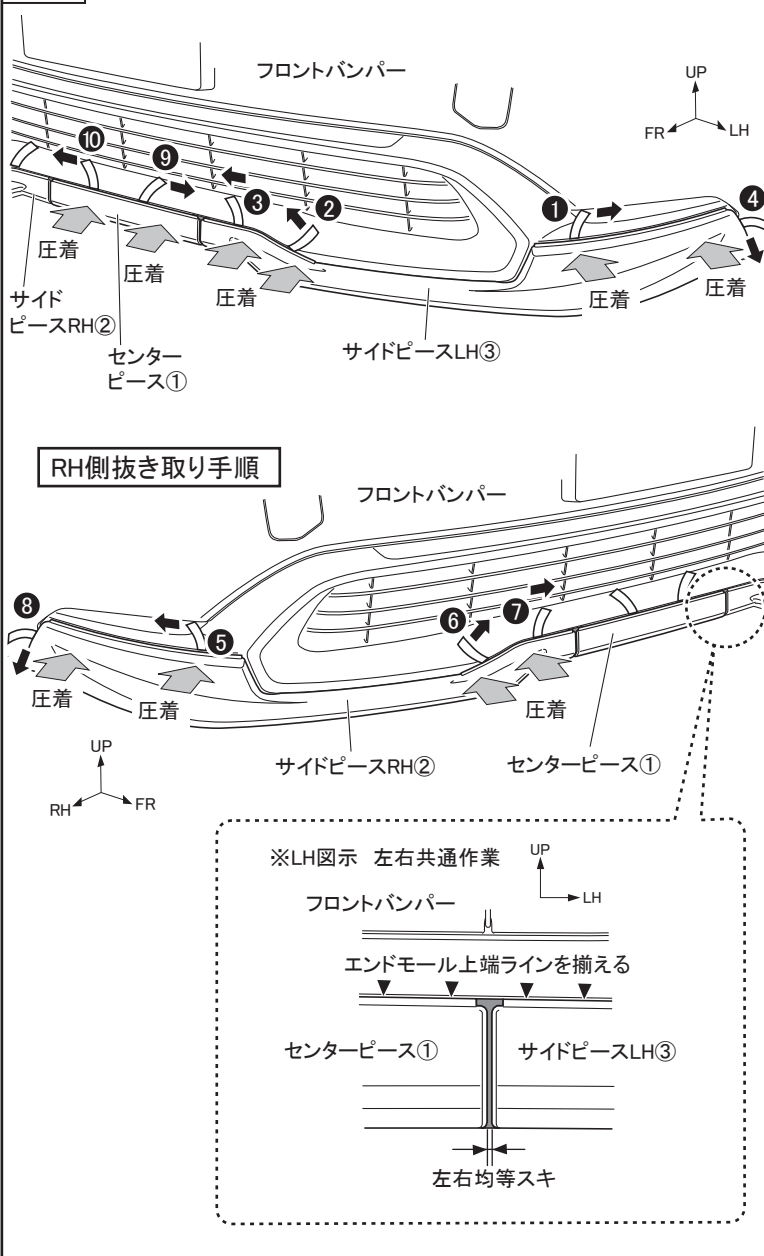 フロントバンパー
UP
FR
LH
❿
❾
❸
❷
❶
❹
圧着
圧着
圧着
圧着
圧着
圧着
サイド
ピースRH②
センター
ピース①
サイドピースLH③
RH側抜き取り手順
フロントバンパー
❽
❺
❻
❼
圧着
圧着
圧着
UP
RH
FR
サイドピースRH②
センターピース①
※LH図示 左右共通作業
UP
LH
フロントバンパー
エンドモール上端ラインを揃える
センターピース①
サイドピースLH③
左右均等スキ